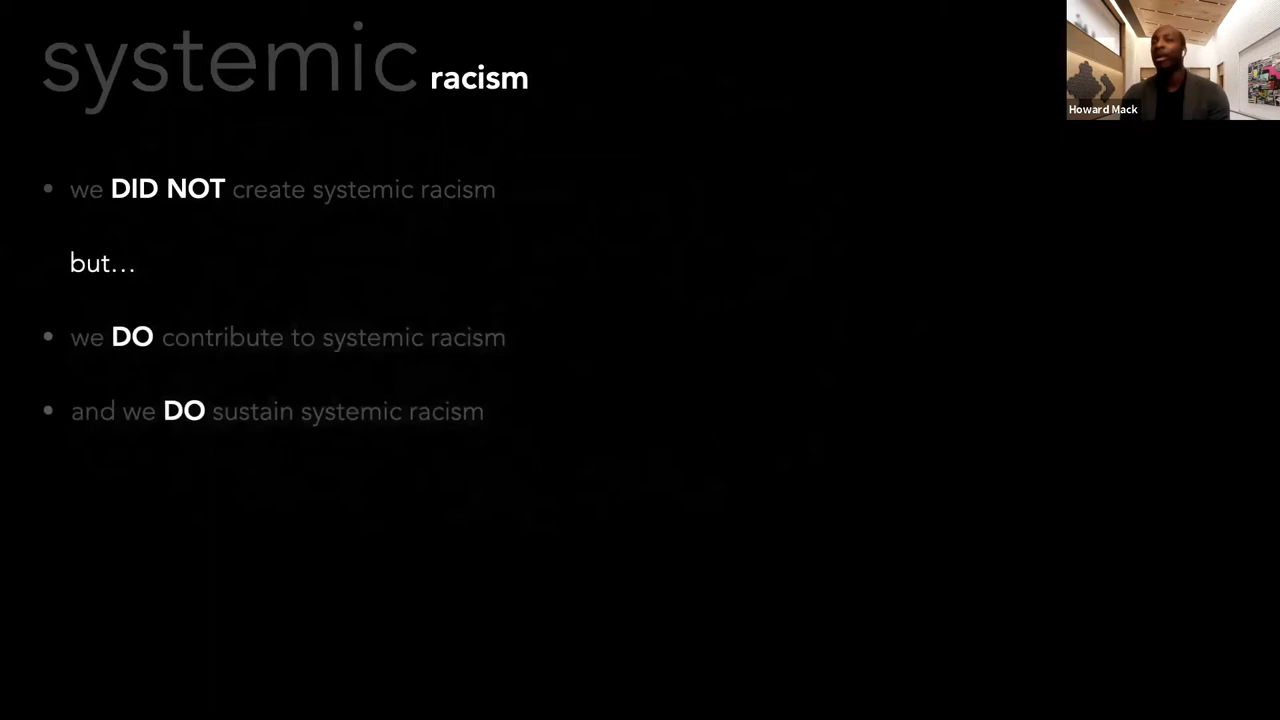 systemic racism
Howard Mack
• we DID NOT create systemic racism
but…
• we DO contribute to systemic racism
• and we DO sustain systemic racism